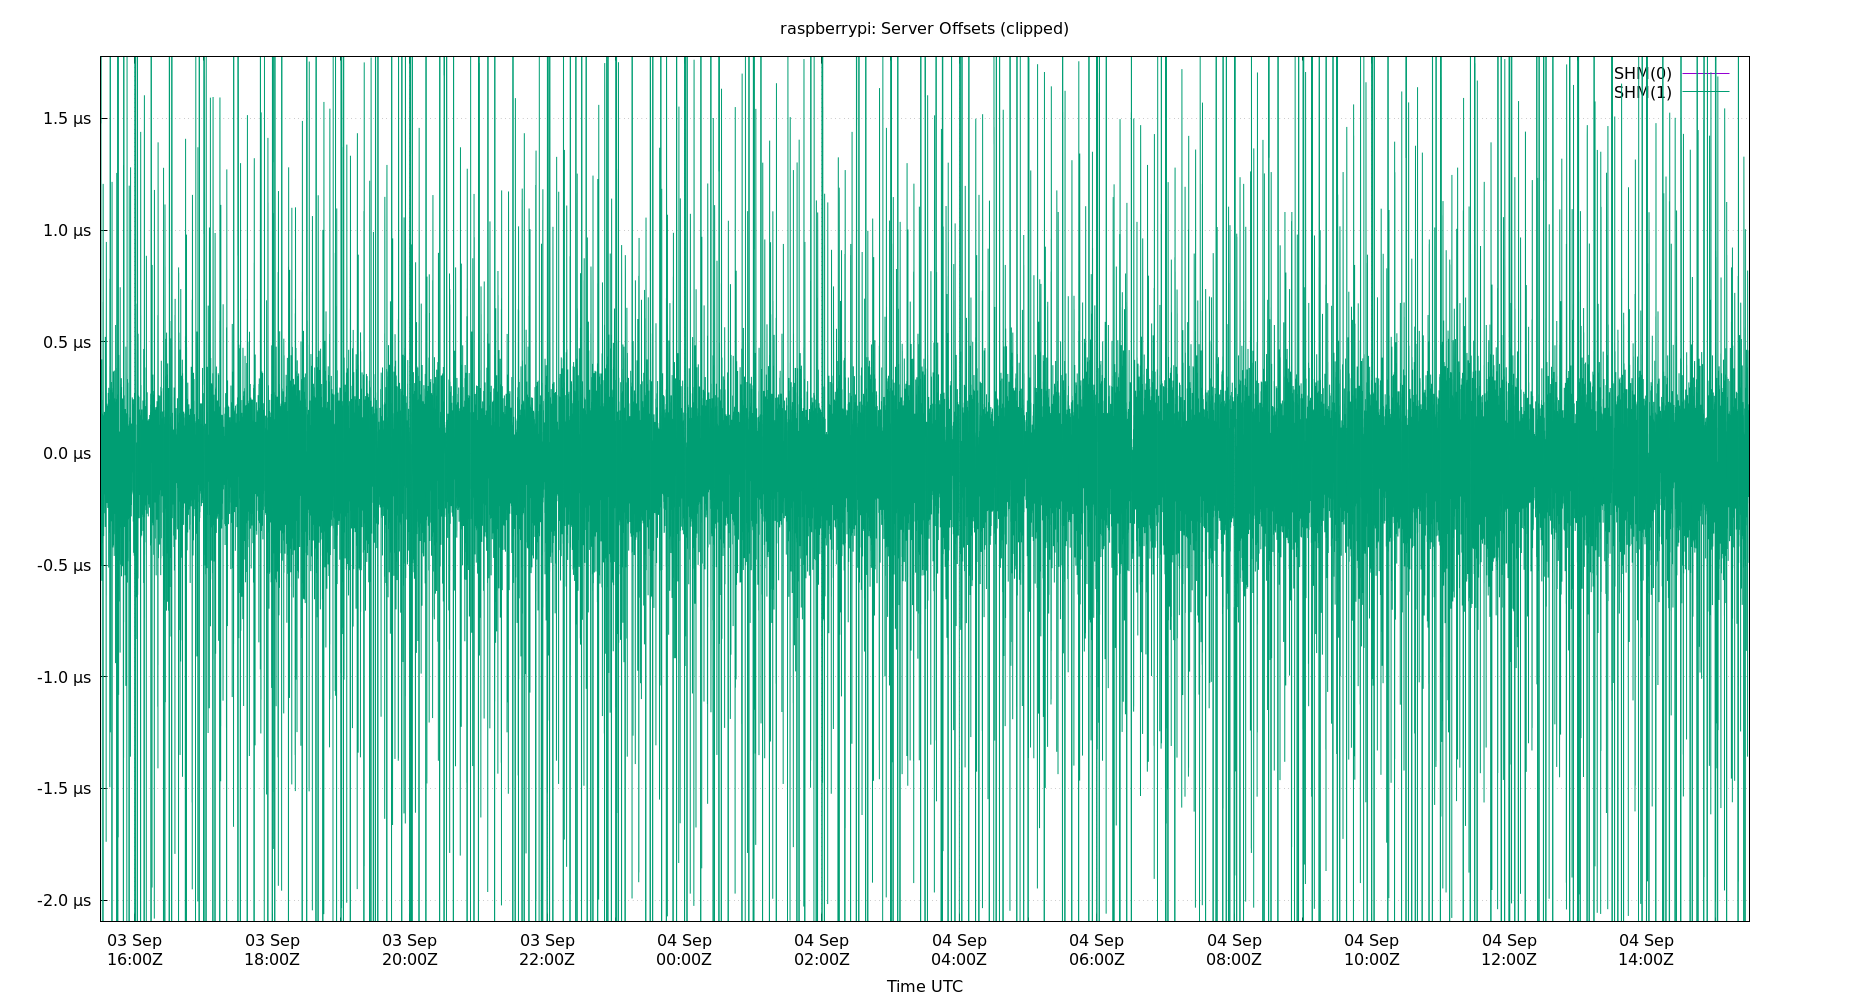 raspberrypi: Server Offsets (clipped)
SHM(0)
SHM(1)
1.5 µs
1.0 µs
0.5 µs
0.0 µs
-0.5 µs
-1.0 µs
-1.5 µs
-2.0 µs
03 Sep 03 Sep 03 Sep 03 Sep 04 Sep 04 Sep 04 Sep 04 Sep 04 Sep 04 Sep 04 Sep 04 Sep
16:00Z 18:00Z 20:00Z 22:00Z 00:00Z 02:00Z 04:00Z 06:00Z 08:00Z 10:00Z 12:00Z 14:00Z
Time UTC